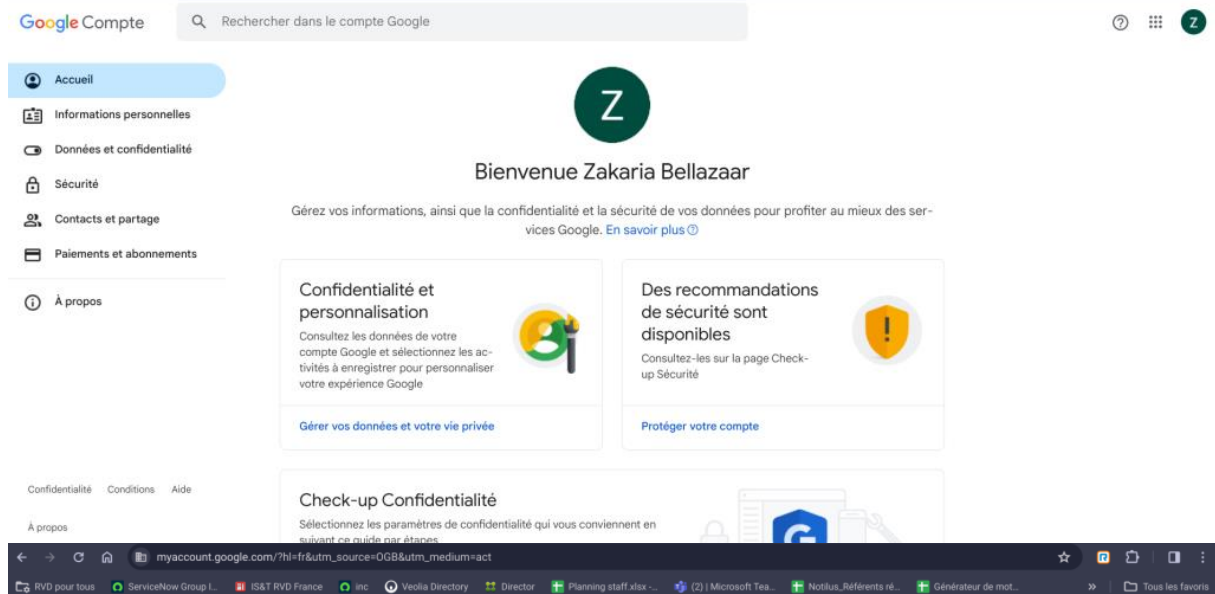 Google Compte
Rechercher dans le compte Google
Z
Accueil
Informations personnelles
Données et confidentialité
Sécurité
Contacts et partage
Paiements et abonnements
À propos
Z
Bienvenue Zakaria Bellazaar
Gérez vos informations, ainsi que la confidentialité et la sécurité de vos données pour profiter au mieux des ser-
vices Google. En savoir plus
Confidentialité et
personnalisation
Consultez les données de votre
compte Google et sélectionnez les ac-
tivités à enregistrer pour personnaliser
votre expérience Google
Gérer vos données et votre vie privée
Des recommandations
de sécurité sont
disponibles
Consultez-les sur la page Check-
up Sécurité
Protéger votre compte
Confidentialité Conditions Aide
À propos
Check-up Confidentialité
Sélectionnez les paramètres de confidentialité qui vous conviennent en
suivant ce guide par étapes
G
myaccount.google.com/?hl=fr&utm_source=OGB&utm_medium=act
RVD pour tous ServiceNow Group I... IS&T RVD France inc Veolia Directory Director Planning staff.xlsx -... (2) | Microsoft Tea... Notilus_Référents ré... Générateur de mot... » Tous les favoris